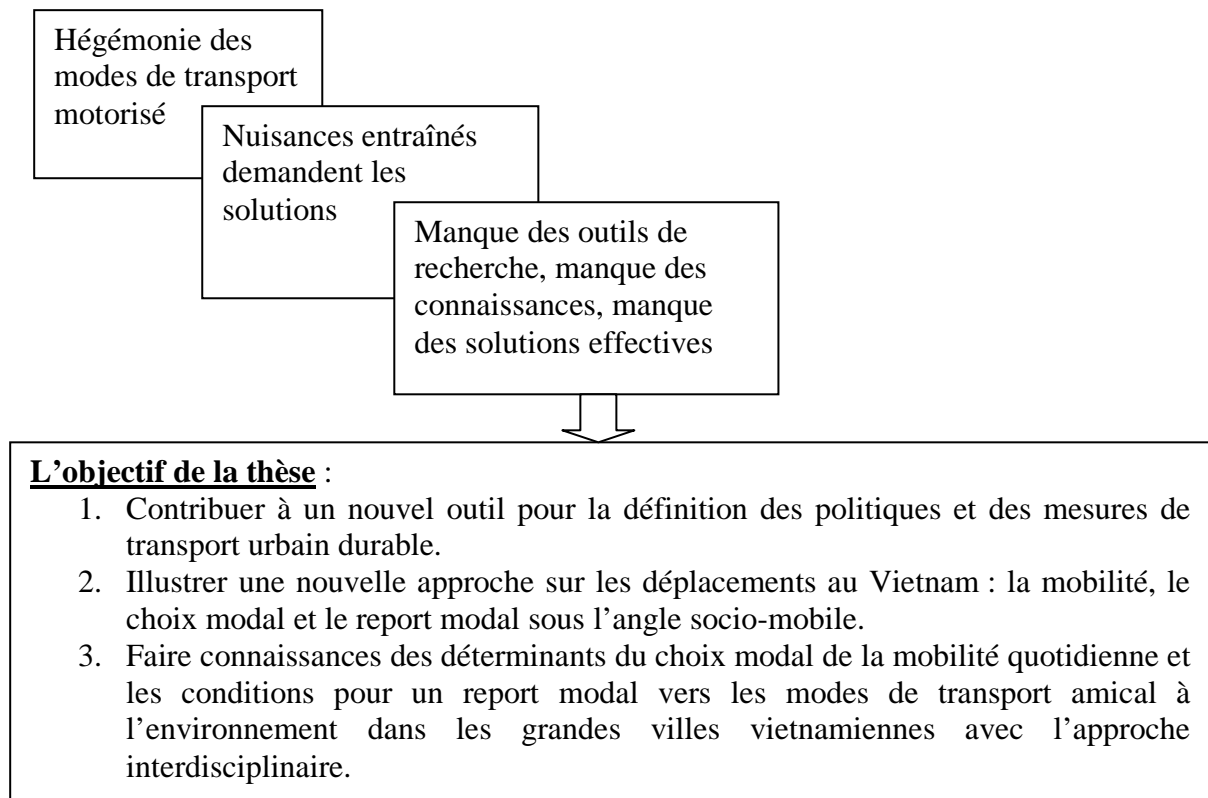 Hégémonie des
modes de transport
motorisé
Nuisances entraînés
demandent les
solutions
Manque des outils de
recherche, manque des
connaissances, manque
des solutions effectives
L’objectif de la thèse :
1. Contribuer à un nouvel outil pour la définition des politiques et des mesures de
transport urbain durable.
2. Illustrer une nouvelle approche sur les déplacements au Vietnam : la mobilité, le
choix modal et le report modal sous l’angle socio-mobile.
3. Faire connaissances des déterminants du choix modal de la mobilité quotidienne et
les conditions pour un report modal vers les modes de transport amical à
l’environnement dans les grandes villes vietnamiennes avec l’approche
interdisciplinaire.